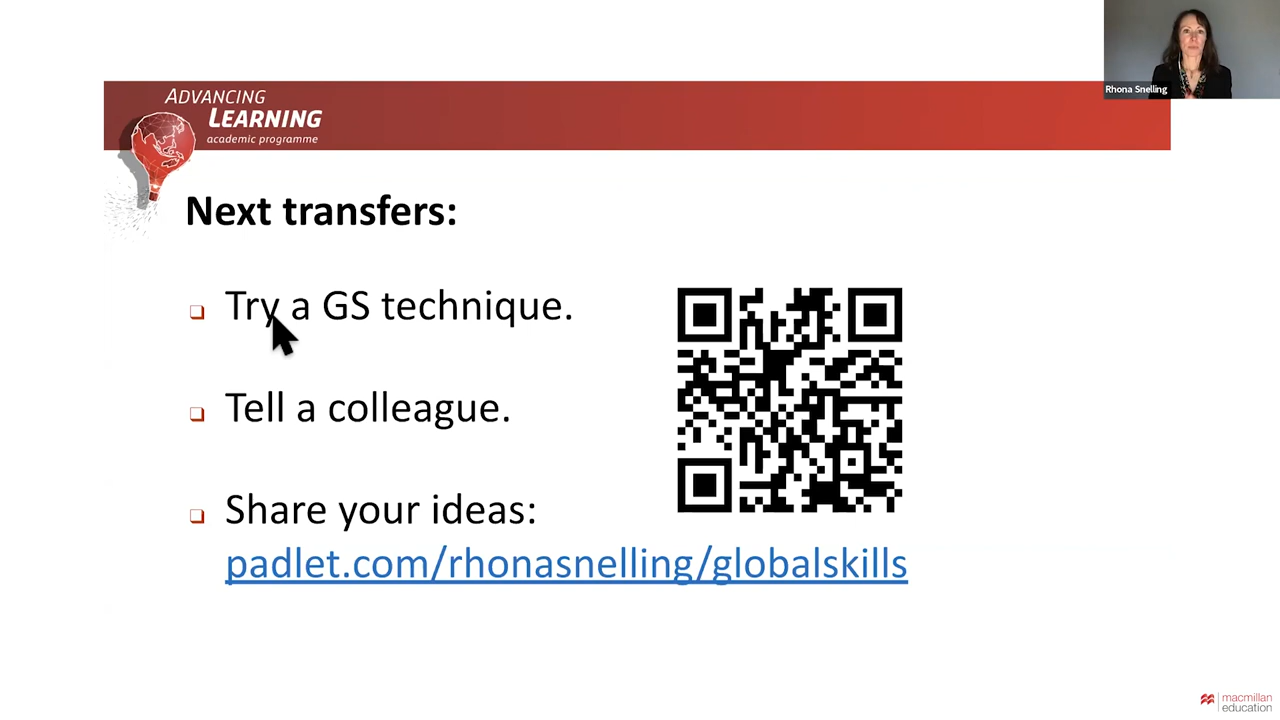 Rhona Snelling
ADVANCING
LEARNING
academic programme
Next transfers:
Try a GS technique.
Tell a colleague.
Share your ideas:
padlet.com/rhonasnelling/globalskills
macmillan
education